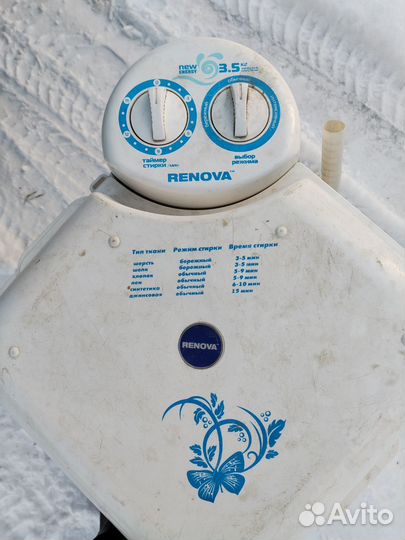 new
ENERGY
3.5 кг
обычный
бережный
таймер
стирки /мин/
выбор
режима
RENOVA™
Тип ткани Режим стирки Время стирки
шерсть бережный 3-5 мин
шелк бережный 3-5 мин
хлопок обычный 5-9 мин
лен обычный 5-9 мин
синтетика обычный 6-10 мин
джинсовая обычный 15 мин
RENOVA
Avito